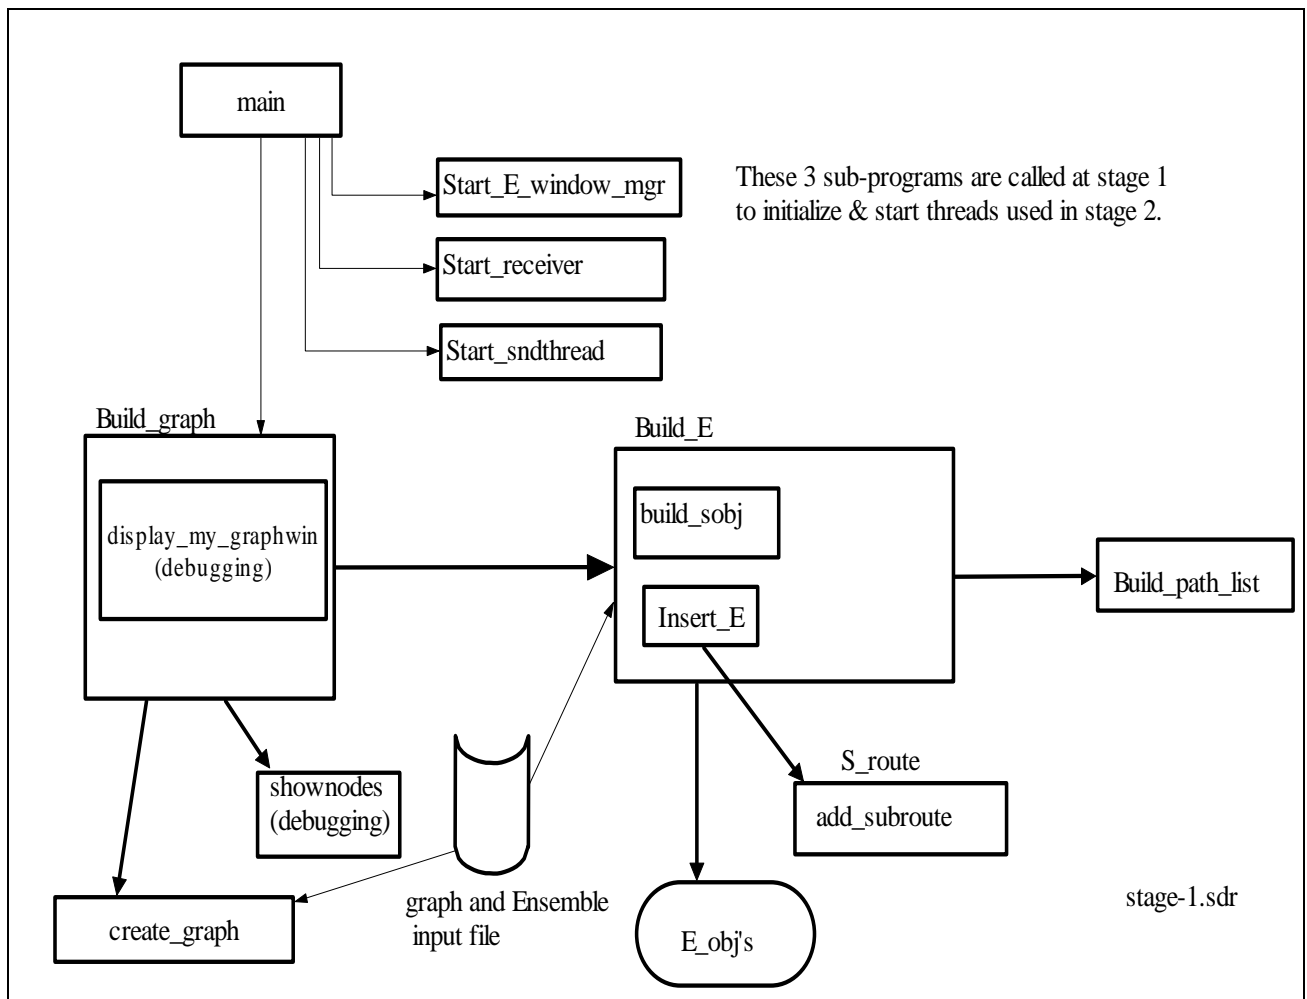 main
Start_E_window_mgr
These 3 sub-programs are called at stage 1
to initialize & start threads used in stage 2.
Start_receiver
Start_sndthread
Build_graph
Build_E
build_sobj
display_my_graphwin
(debugging)
Build_path_list
Insert_E
S_route
shownodes
(debugging)
add_subroute
graph and Ensemble
input file
stage-1.sdr
create_graph
E_obj's